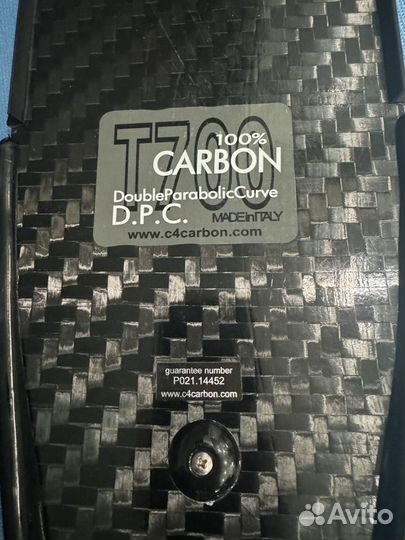 T700
100%
CARBON
DoubleParabolicCurve
D.P.C. MADEinITALY
www.c4carbon.com
guarantee number
P021.14452
www.c4carbon.com
Avito